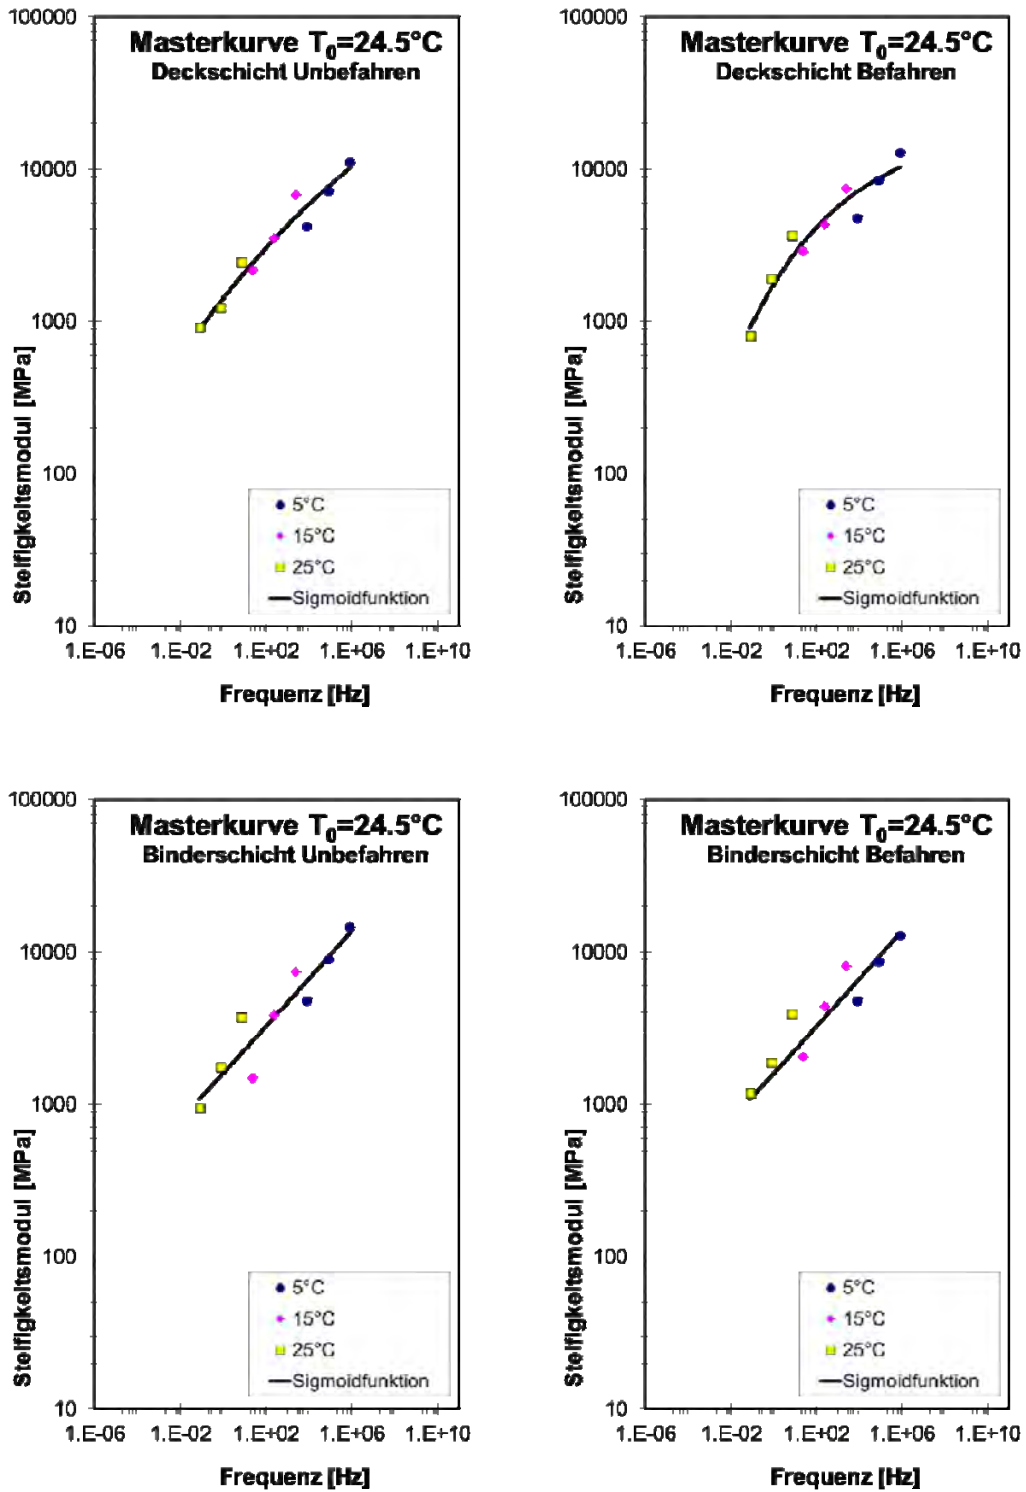 Masterkurve T0=24.5°C
Deckschicht Unbefahren
100000
10000
1000
100
10
Steifigkeitsmodul [MPa]
5°C
15°C
25°C
Sigmoidfunktion
1.E-06 1.E-02 1.E+02 1.E+06 1.E+10
Frequenz [Hz]
Masterkurve T0=24.5°C
Deckschicht Befahren
100000
10000
1000
100
10
Steifigkeitsmodul [MPa]
5°C
15°C
25°C
Sigmoidfunktion
1.E-06 1.E-02 1.E+02 1.E+06 1.E+10
Frequenz [Hz]
Masterkurve T0=24.5°C
Binderschicht Unbefahren
100000
10000
1000
100
10
Steifigkeitsmodul [MPa]
5°C
15°C
25°C
Sigmoidfunktion
1.E-06 1.E-02 1.E+02 1.E+06 1.E+10
Frequenz [Hz]
Masterkurve T0=24.5°C
Binderschicht Befahren
100000
10000
1000
100
10
Steifigkeitsmodul [MPa]
5°C
15°C
25°C
Sigmoidfunktion
1.E-06 1.E-02 1.E+02 1.E+06 1.E+10
Frequenz [Hz]